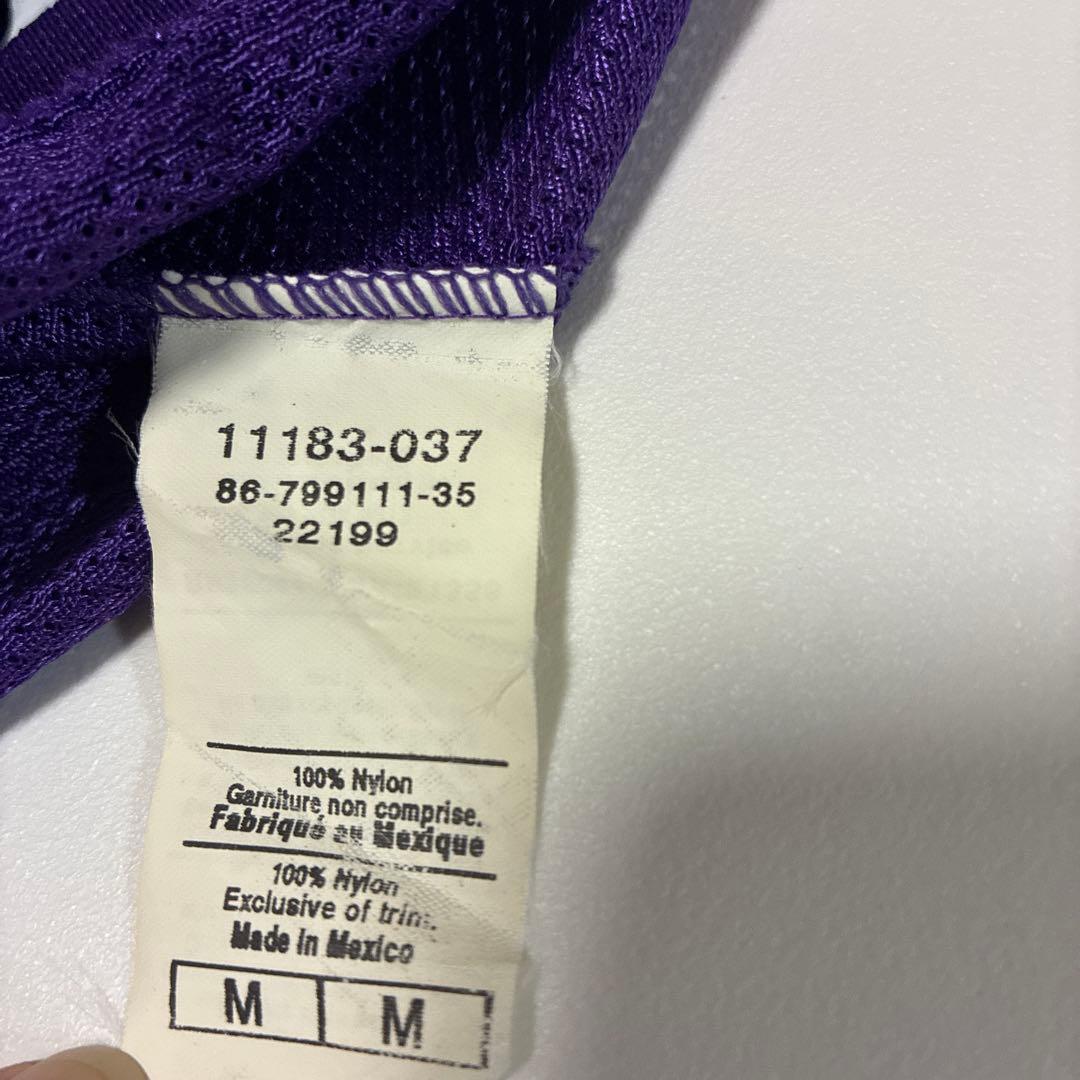 11183-037
86-799111-35
22199
100% Nylon
Garniture non comprise.
Fabriqué au Mexique
100% Nylon
Exclusive of trim.
Made in Mexico
M M